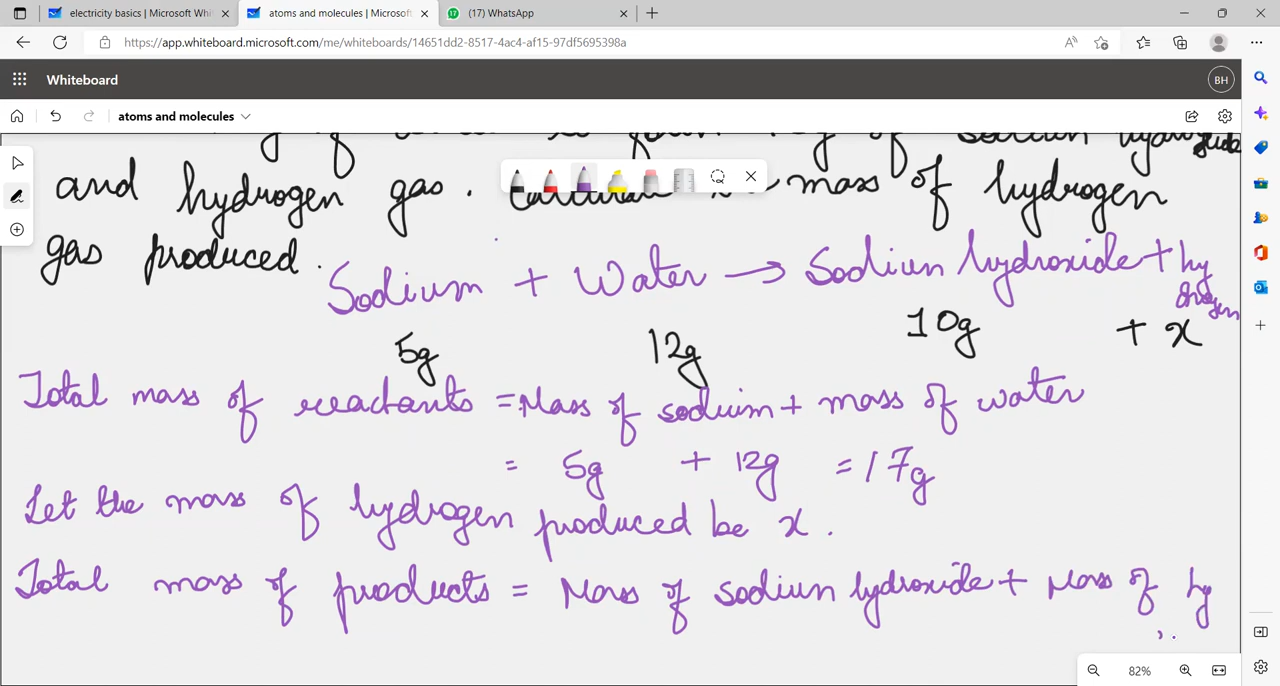 electricity basics | Microsoft Whi
atoms and molecules | Microsof
(17) WhatsApp
https://app.whiteboard.microsoft.com/me/whiteboards/14651dd2-8517-4ac4-af15-97df5695398a
Whiteboard
BH
atoms and molecules
and hydrogen gas. mass of hydrogen
gas produced.
Sodium + Water → Sodium hydroxide + hy
drogen
5g 12g 10g + x
Total mass of reactants = Mass of sodium + mass of water
= 5g + 12g = 17g
Let the mass of hydrogen produced be x.
Total mass of products = Mass of sodium hydroxide + Mass of hy
82%